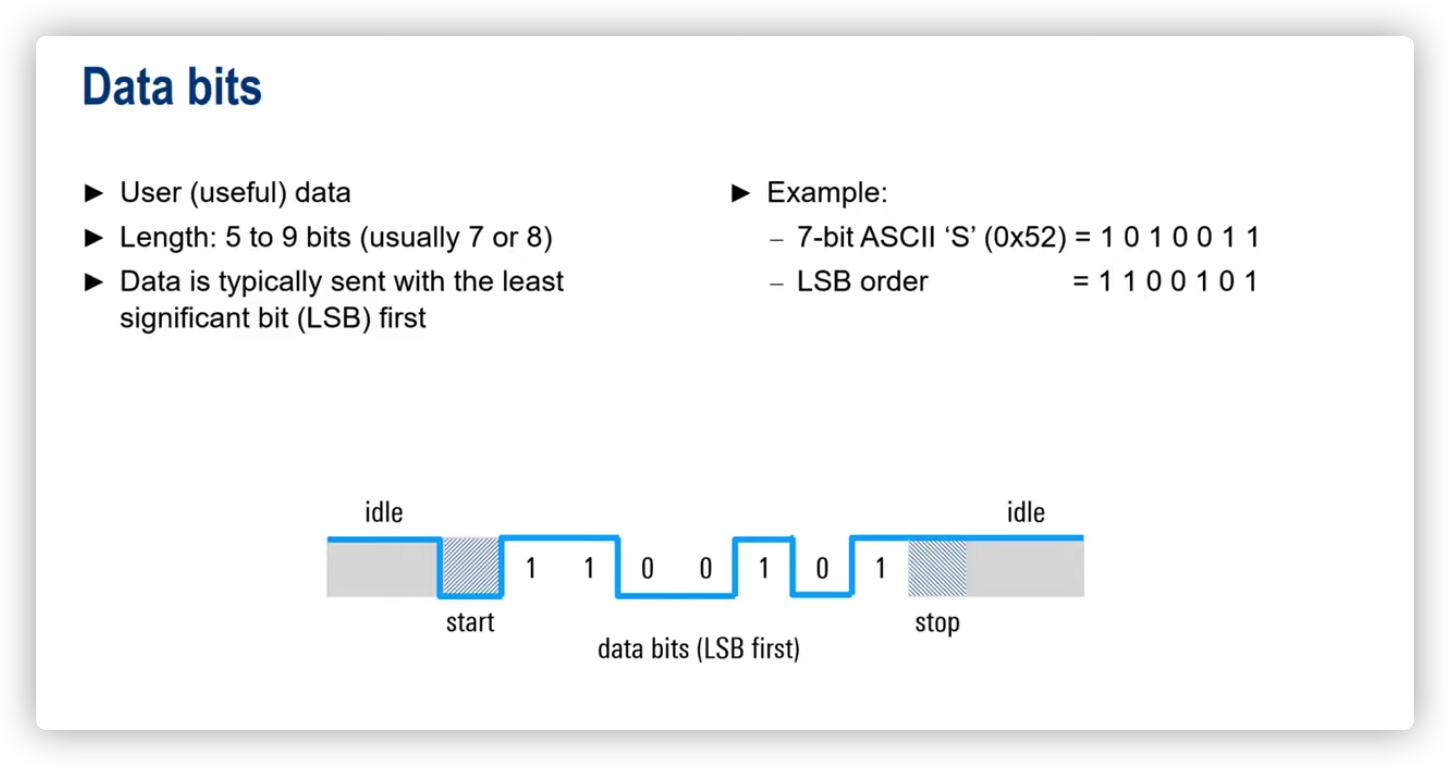 Data bits
► User (useful) data
► Length: 5 to 9 bits (usually 7 or 8)
► Data is typically sent with the least
significant bit (LSB) first
► Example:
– 7-bit ASCII ‘S’ (0x52) = 1 0 1 0 0 1 1
– LSB order = 1 1 0 0 1 0 1
idle idle
1 1 0 0 1 0 1
start stop
data bits (LSB first)